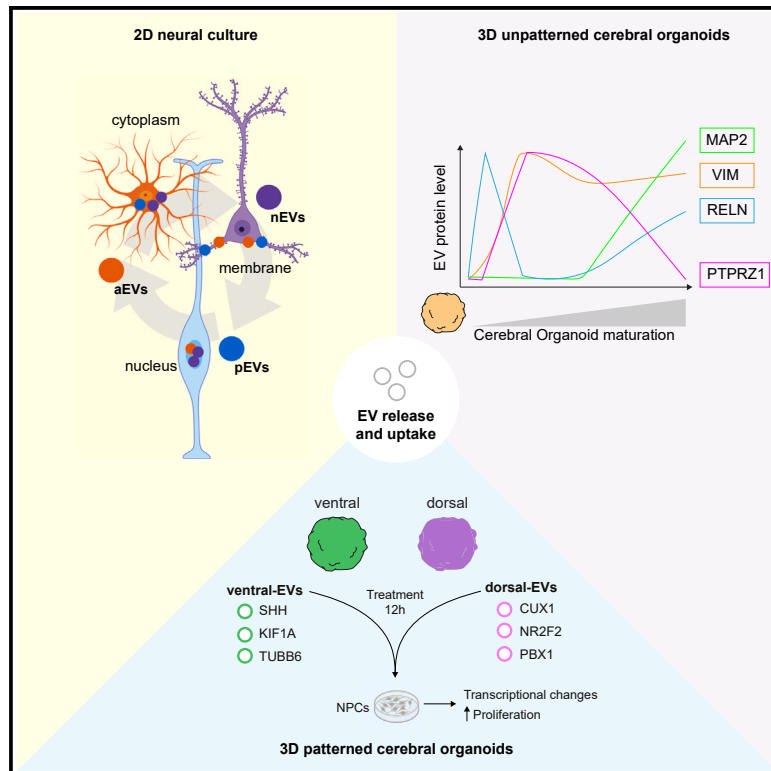 2D neural culture
cytoplasm
nEVs
membrane
aEVs
nucleus
pEVs
3D unpatterned cerebral organoids
EV protein level
MAP2
VIM
RELN
PTPRZ1
Cerebral Organoid maturation
EV release
and uptake
ventral
dorsal
ventral-EVs
SHH
KIF1A
TUBB6
Treatment
12h
dorsal-EVs
CUX1
NR2F2
PBX1
NPCs
Transcriptional changes
↑ Proliferation
3D patterned cerebral organoids